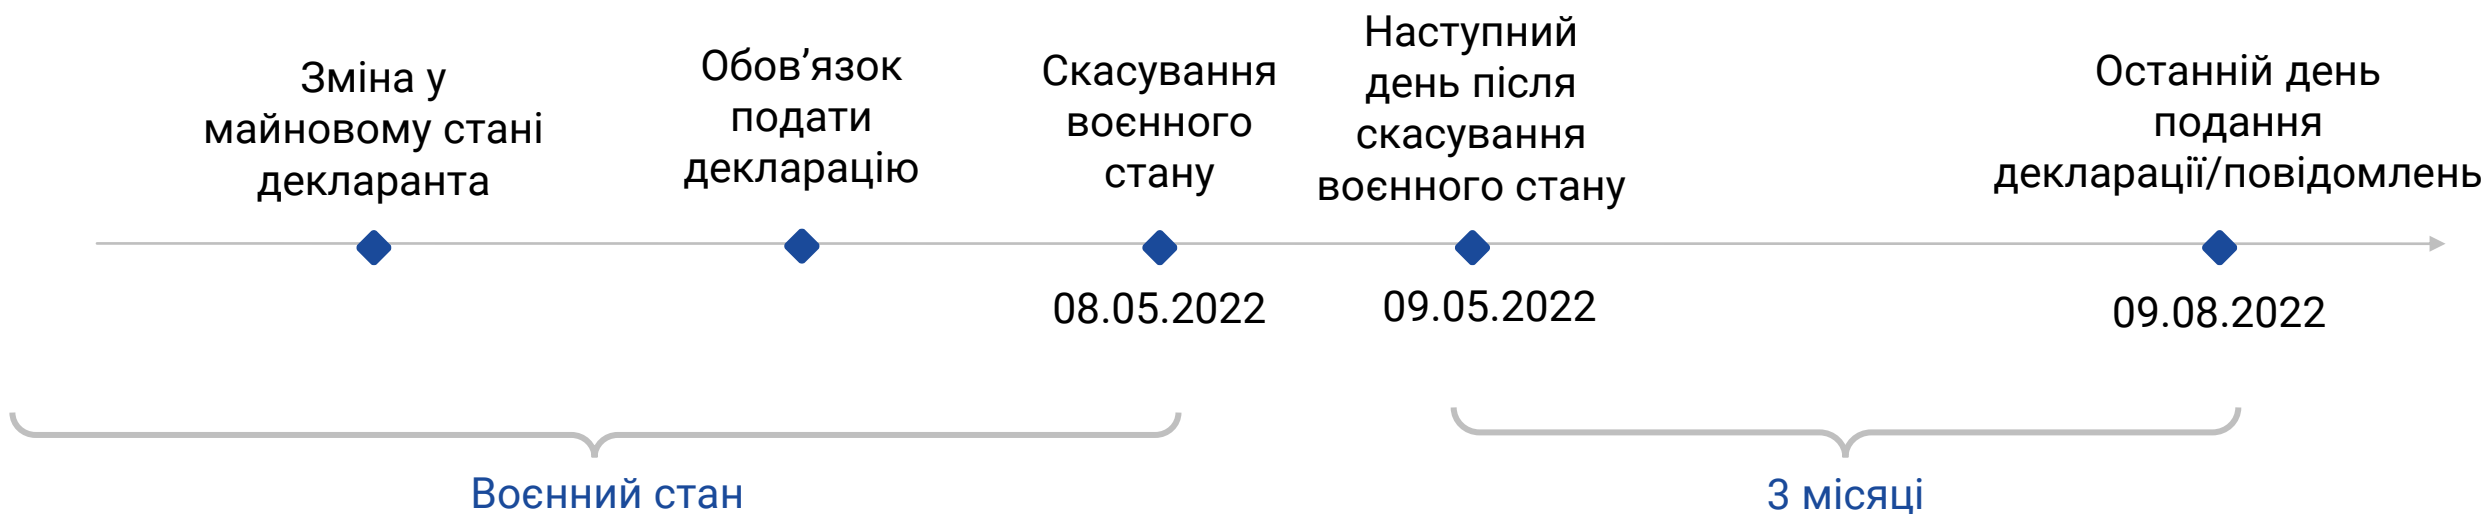 Зміна у
майновому стані
декларанта
Обов’язок
подати
декларацію
Скасування
воєнного
стану
Наступний
день після
скасування
воєнного стану
Останній день
подання
декларації/повідомлень
08.05.2022
09.05.2022
09.08.2022
Воєнний стан
3 місяці